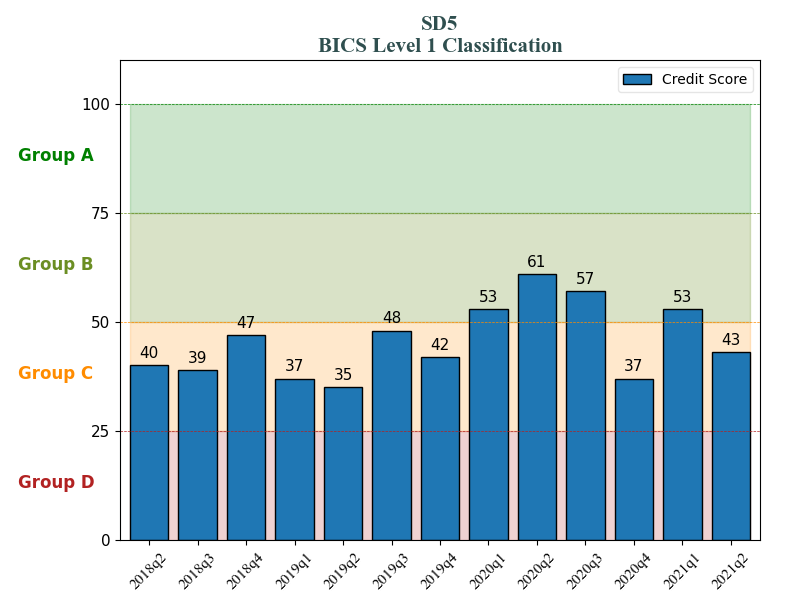 SD5
BICS Level 1 Classification
Credit Score
100
Group A
75
Group B
61
57
53
53
50
48
47
43
42
40
39
37
37
35
Group C
25
Group D
0
2018q2
2018q3
2018q4
2019q1
2019q2
2019q3
2019q4
2020q1
2020q2
2020q3
2020q4
2021q1
2021q2